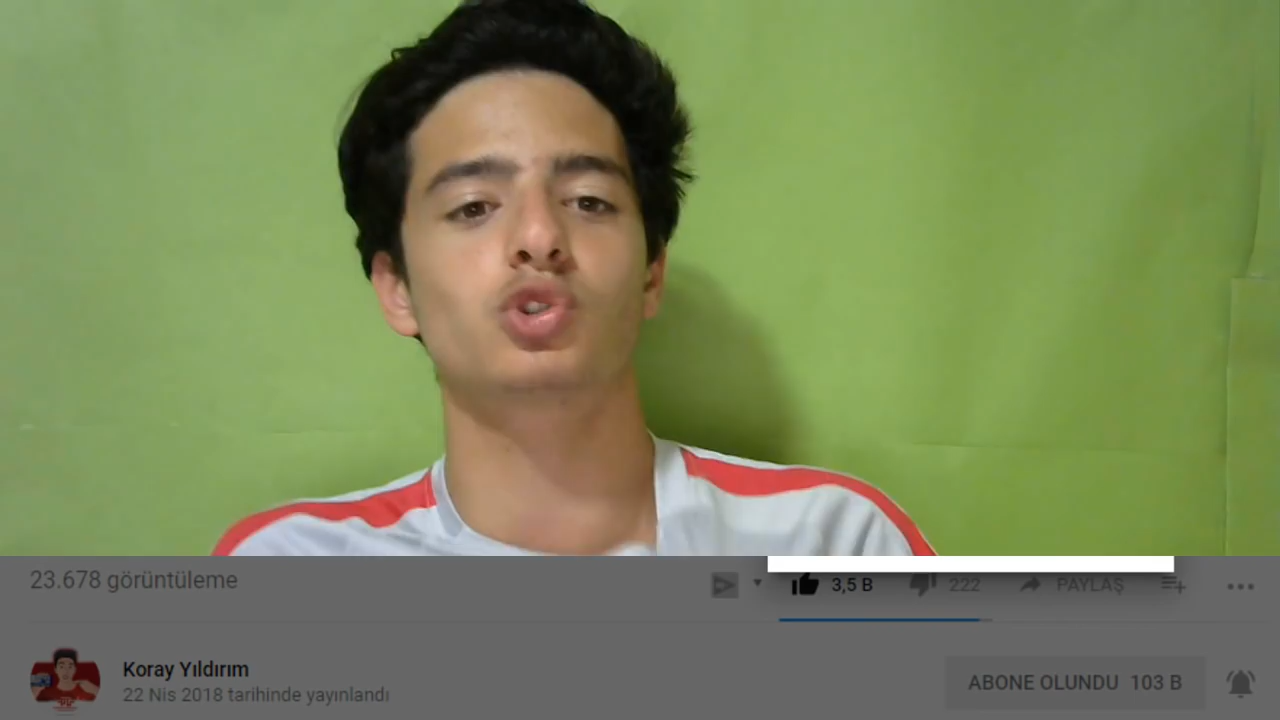 23.678 görüntüleme
3,5 B 222 PAYLAŞ
Koray Yıldırım
22 Nis 2018 tarihinde yayınlandı
ABONE OLUNDU 103 B